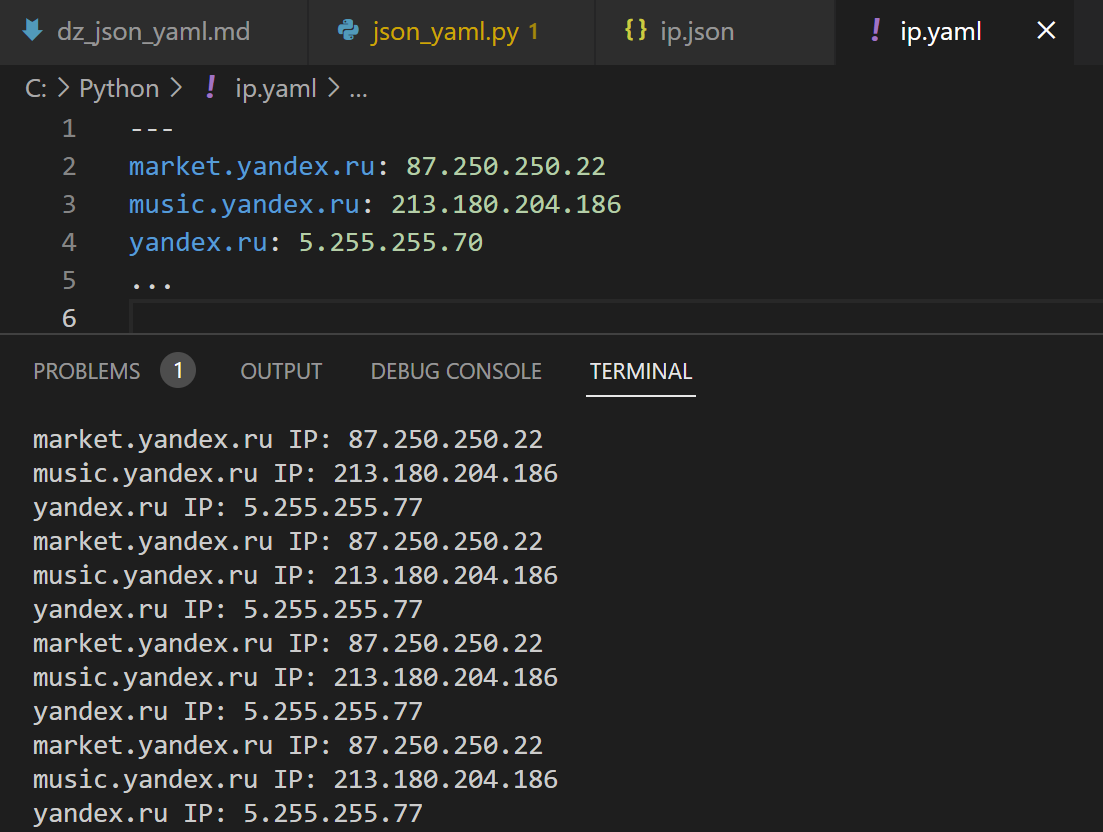 dz_json_yaml.md json_yaml.py 1 {} ip.json ! ip.yaml ×
C: > Python > ! ip.yaml > ...
1 ---
2 market.yandex.ru: 87.250.250.22
3 music.yandex.ru: 213.180.204.186
4 yandex.ru: 5.255.255.70
5 ...
6
PROBLEMS 1 OUTPUT DEBUG CONSOLE TERMINAL
market.yandex.ru IP: 87.250.250.22
music.yandex.ru IP: 213.180.204.186
yandex.ru IP: 5.255.255.77
market.yandex.ru IP: 87.250.250.22
music.yandex.ru IP: 213.180.204.186
yandex.ru IP: 5.255.255.77
market.yandex.ru IP: 87.250.250.22
music.yandex.ru IP: 213.180.204.186
yandex.ru IP: 5.255.255.77
market.yandex.ru IP: 87.250.250.22
music.yandex.ru IP: 213.180.204.186
yandex.ru IP: 5.255.255.77